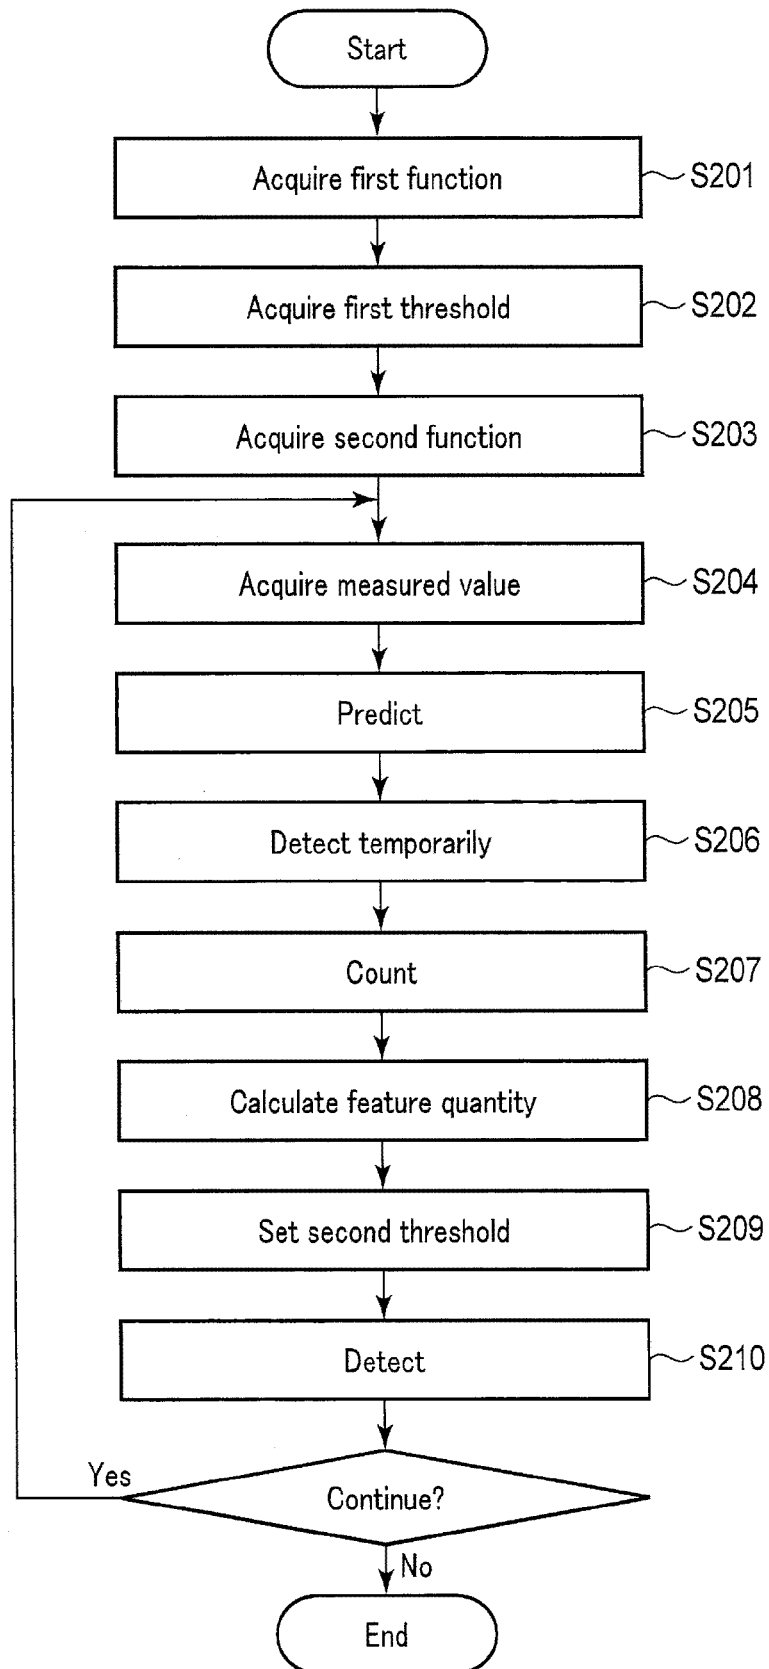 Start
Acquire first function
S201
Acquire first threshold
S202
Acquire second function
S203
Acquire measured value
S204
Predict
S205
Detect temporarily
S206
Count
S207
Calculate feature quantity
S208
Set second threshold
S209
Detect
S210
Yes
Continue?
No
End